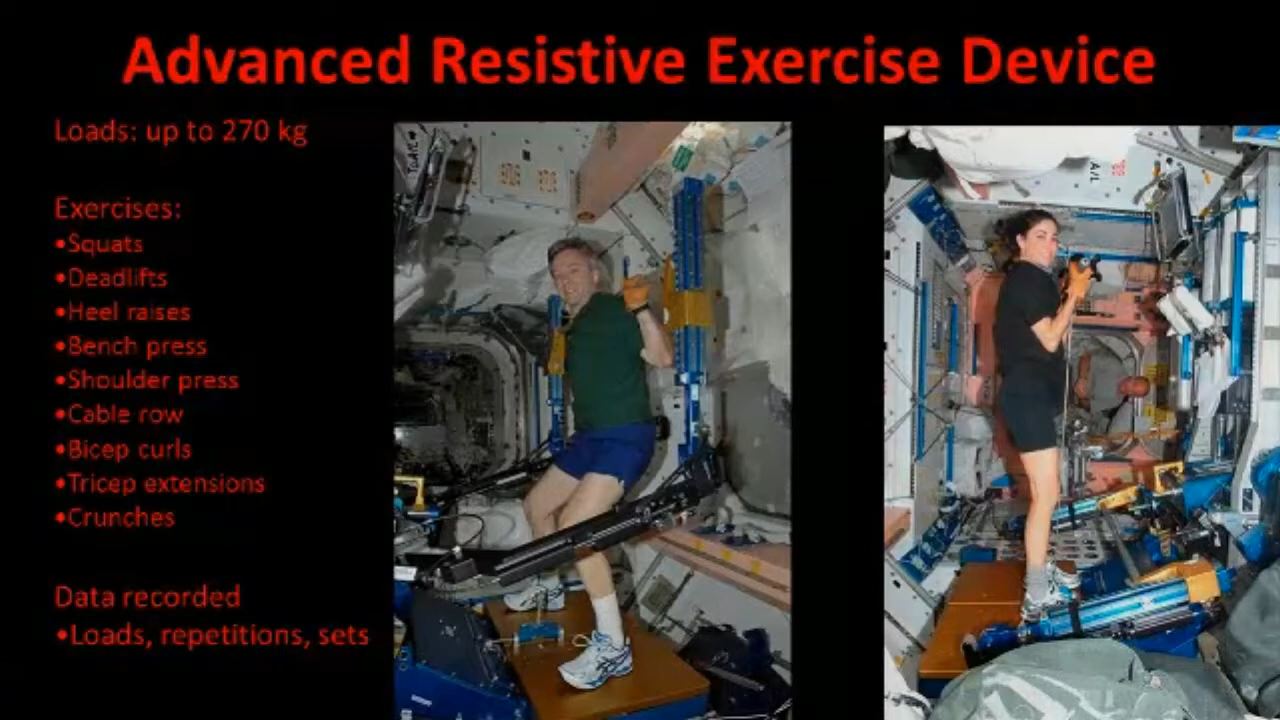 Advanced Resistive Exercise Device
Loads: up to 270 kg
Exercises:
•Squats
•Deadlifts
•Heel raises
•Bench press
•Shoulder press
•Cable row
•Bicep curls
•Tricep extensions
•Crunches
Data recorded
•Loads, repetitions, sets
A/L